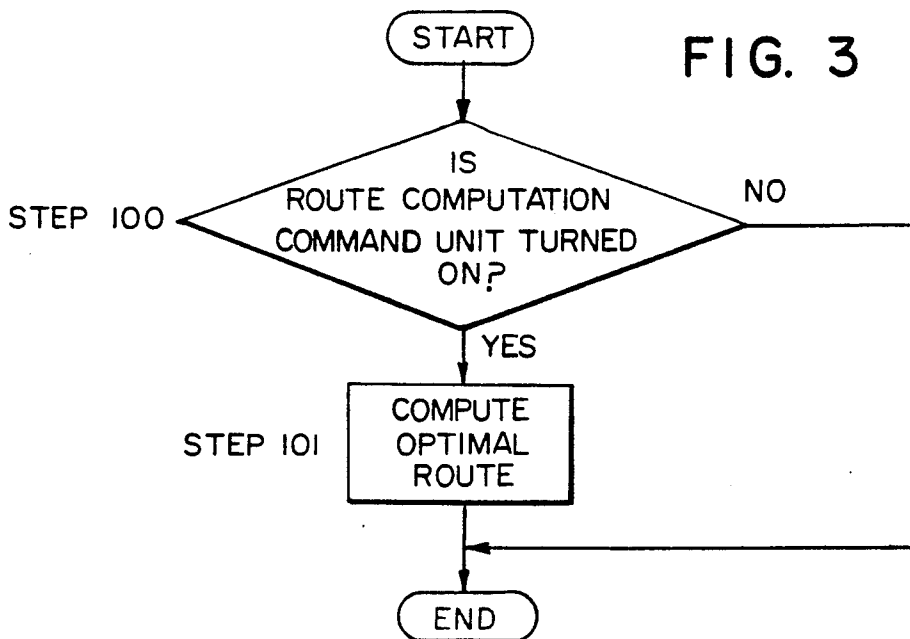 START
FIG. 3
IS
ROUTE COMPUTATION
COMMAND UNIT TURNED
ON?
STEP 100
NO
YES
STEP 101
COMPUTE
OPTIMAL
ROUTE
END